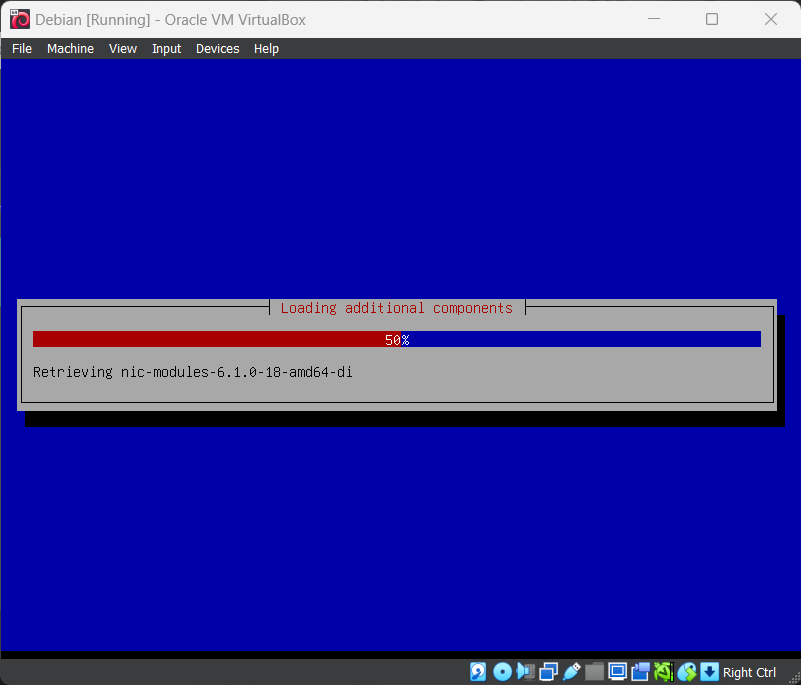 Debian [Running] - Oracle VM VirtualBox
File Machine View Input Devices Help
Loading additional components
50%
Retrieving nic-modules-6.1.0-18-amd64-di
Right Ctrl